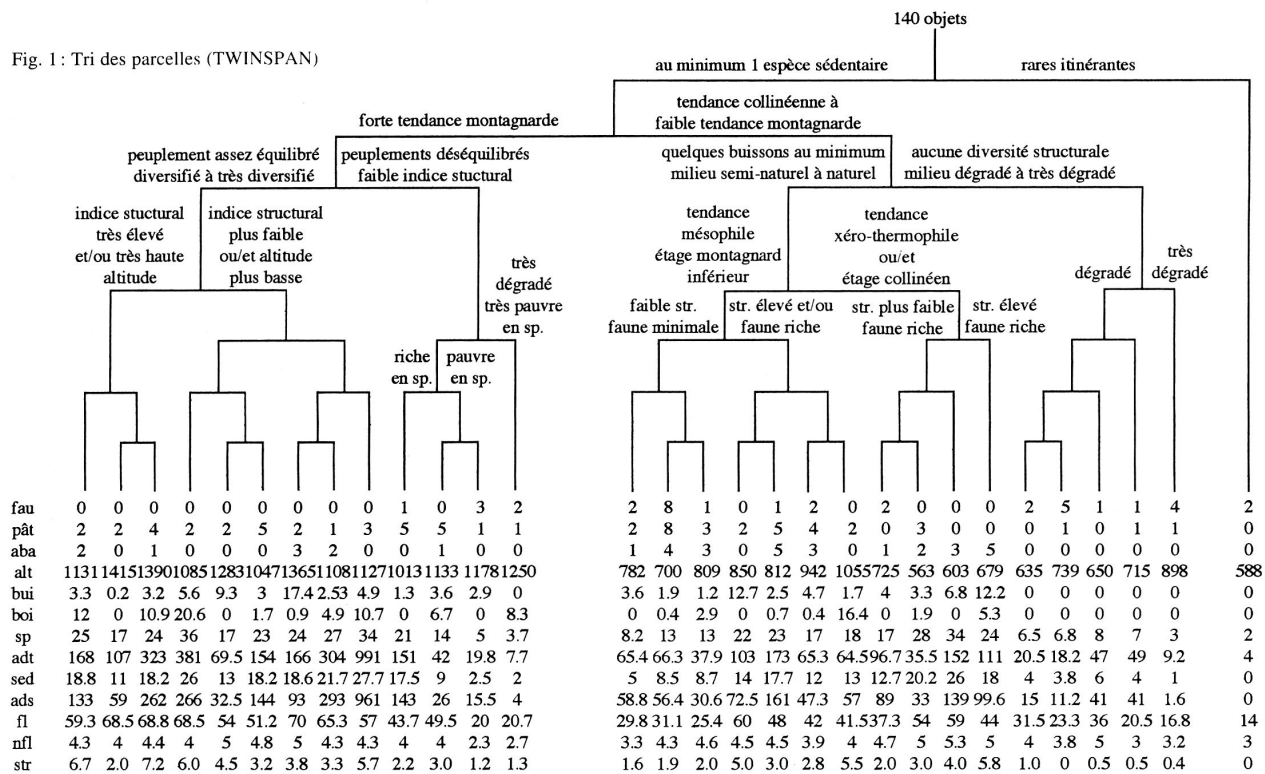 140 objets
Fig. 1: Tri des parcelles (TWINSPAN)
au minimum 1 espèce sédentaire
rares itinérantes
forte tendance montagnarde
tendance collinéenne à
faible tendance montagnarde
peuplement assez équilibré
diversifié à très diversifié
peuplements déséquilibrés
faible indice stuctural
quelques buissons au minimum
milieu semi-naturel à naturel
aucune diversité structurale
milieu dégradé à très dégradé
indice stuctural
très élevé
et/ou très haute
altitude
indice structural
plus faible
ou/et altitude
plus basse
très
dégradé
très pauvre
en sp.
tendance
mésophile
étage montagnard
inférieur
tendance
xéro-thermophile
ou/et
étage collinéen
dégradé
très
dégradé
riche
en sp.
pauvre
en sp.
faible str.
faune minimale
str. élevé et/ou
faune riche
str. plus faible
faune riche
str. élevé
faune riche
fau 0 0 0 0 0 0 0 0 0 1 0 3 2 2 8 1 0 1 2 0 2 0 0 0 2 5 1 1 4 2
pât 2 2 4 2 2 5 2 1 3 5 5 1 1 2 8 3 2 5 4 2 0 3 0 0 0 1 0 1 1 0
aba 2 0 1 0 0 0 3 2 0 0 1 0 0 1 4 3 0 5 3 0 1 2 3 5 0 0 0 0 0 0
alt 1131 1415 1390 1085 1283 1047 1365 1108 1127 1013 1133 1178 1250 782 700 809 850 812 942 1055 725 563 603 679 635 739 650 715 898 588
bui 3.3 0.2 3.2 5.6 9.3 3 17.4 2.53 4.9 1.3 3.6 2.9 0 3.6 1.9 1.2 12.7 2.5 4.7 1.7 4 3.3 6.8 12.2 0 0 0 0 0 0
boi 12 0 10.9 20.6 0 1.7 0.9 4.9 10.7 0 6.7 0 8.3 0 0.4 2.9 0 0.7 0.4 16.4 0 1.9 0 5.3 0 0 0 0 0 0
sp 25 17 24 36 17 23 24 27 34 21 14 5 3.7 8.2 13 13 22 23 17 18 17 28 34 24 6.5 6.8 8 7 3 2
adt 168 107 323 381 69.5 154 166 304 991 151 42 19.8 7.7 65.4 66.3 37.9 103 173 65.3 64.5 96.7 35.5 152 111 20.5 18.2 47 49 9.2 4
sed 18.8 11 18.2 26 13 18.2 18.6 21.7 27.7 17.5 9 2.5 2 5 8.5 8.7 14 17.7 12 13 12.7 20.2 26 18 4 3.8 6 4 1 0
ads 133 59 262 266 32.5 144 93 293 961 143 26 15.5 4 58.8 56.4 30.6 72.5 161 47.3 57 89 33 139 99.6 15 11.2 41 41 1.6 0
fl 59.3 68.5 68.8 68.5 54 51.2 70 65.3 57 43.7 49.5 20 20.7 29.8 31.1 25.4 60 48 42 41.5 37.3 54 59 44 31.5 23.3 36 20.5 16.8 14
nfl 4.3 4 4.4 4 5 4.8 5 4.3 4.3 4 4 2.3 2.7 3.3 4.3 4.6 4.5 4.5 3.9 4 4.7 5 5.3 5 4 3.8 5 3 3.2 3
str 6.7 2.0 7.2 6.0 4.5 3.2 3.8 3.3 5.7 2.2 3.0 1.2 1.3 1.6 1.9 2.0 5.0 3.0 2.8 5.5 2.0 3.0 4.0 5.8 1.0 0 0.5 0.5 0.4 0